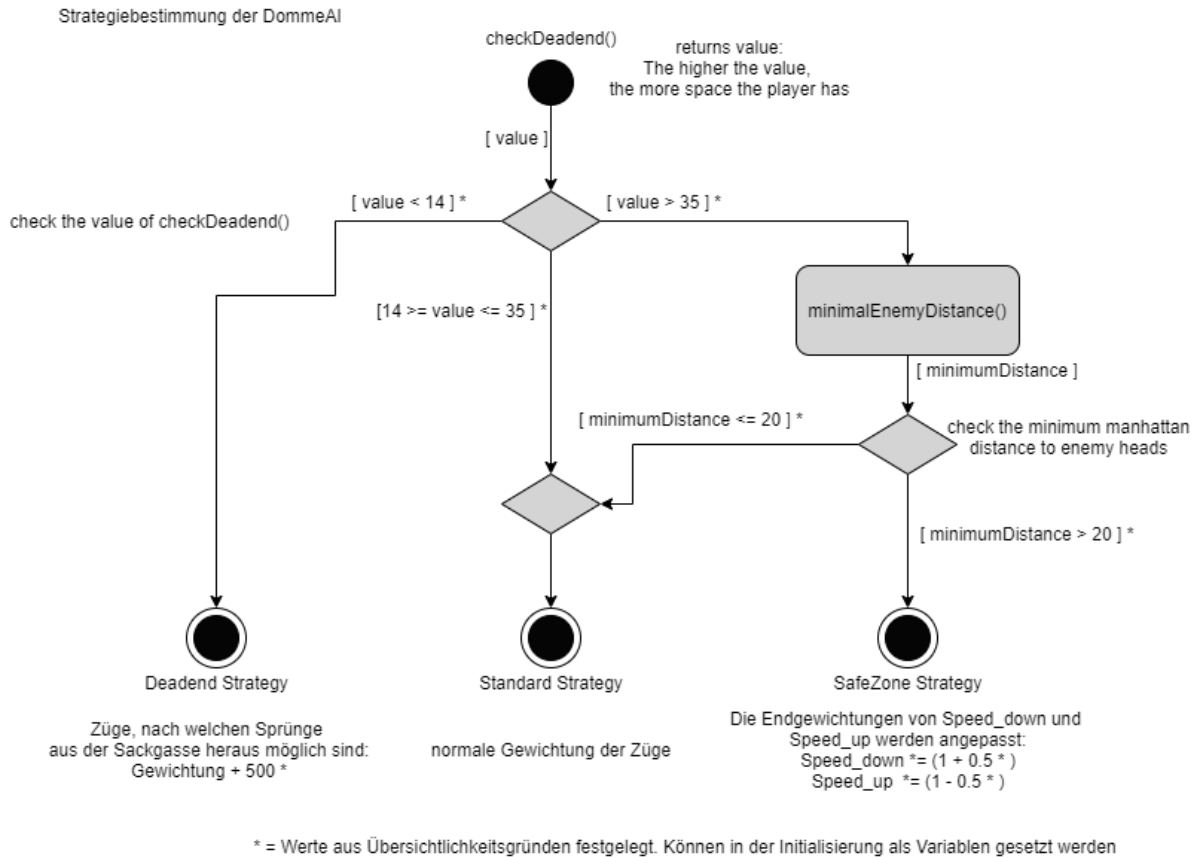 Strategiebestimmung der DommeAI
checkDeadend()
returns value:
The higher the value,
the more space the player has
[ value ]
[ value < 14 ] *
[ value > 35 ] *
check the value of checkDeadend()
[14 >= value <= 35 ] *
minimalEnemyDistance()
[ minimumDistance ]
[ minimumDistance <= 20 ] *
check the minimum manhattan
distance to enemy heads
[ minimumDistance > 20 ] *
Deadend Strategy
Standard Strategy
SafeZone Strategy
Züge, nach welchen Sprünge
aus der Sackgasse heraus möglich sind:
Gewichtung + 500 *
normale Gewichtung der Züge
Die Endgewichtungen von Speed_down und
Speed_up werden angepasst:
Speed_down *= (1 + 0.5 * )
Speed_up *= (1 - 0.5 * )
* = Werte aus Übersichtlichkeitsgründen festgelegt. Können in der Initialisierung als Variablen gesetzt werden